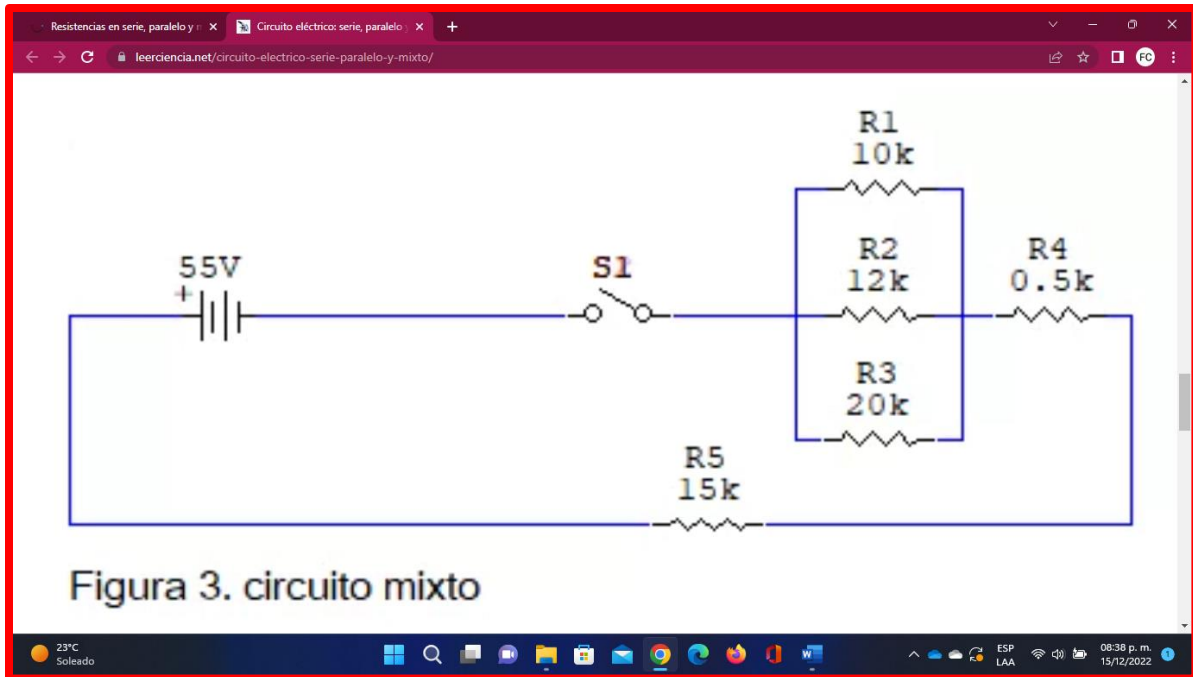 Resistencias en serie, paralelo y n
Circuito eléctrico: serie, paralelo y
leerciencia.net/circuito-electrico-serie-paralelo-y-mixto/
FC
R1
10k
55V
+
S1
R2
12k
R4
0.5k
R3
20k
R5
15k
Figura 3. circuito mixto
23°C
Soleado
ESP
LAA
08:38 p. m.
15/12/2022
1